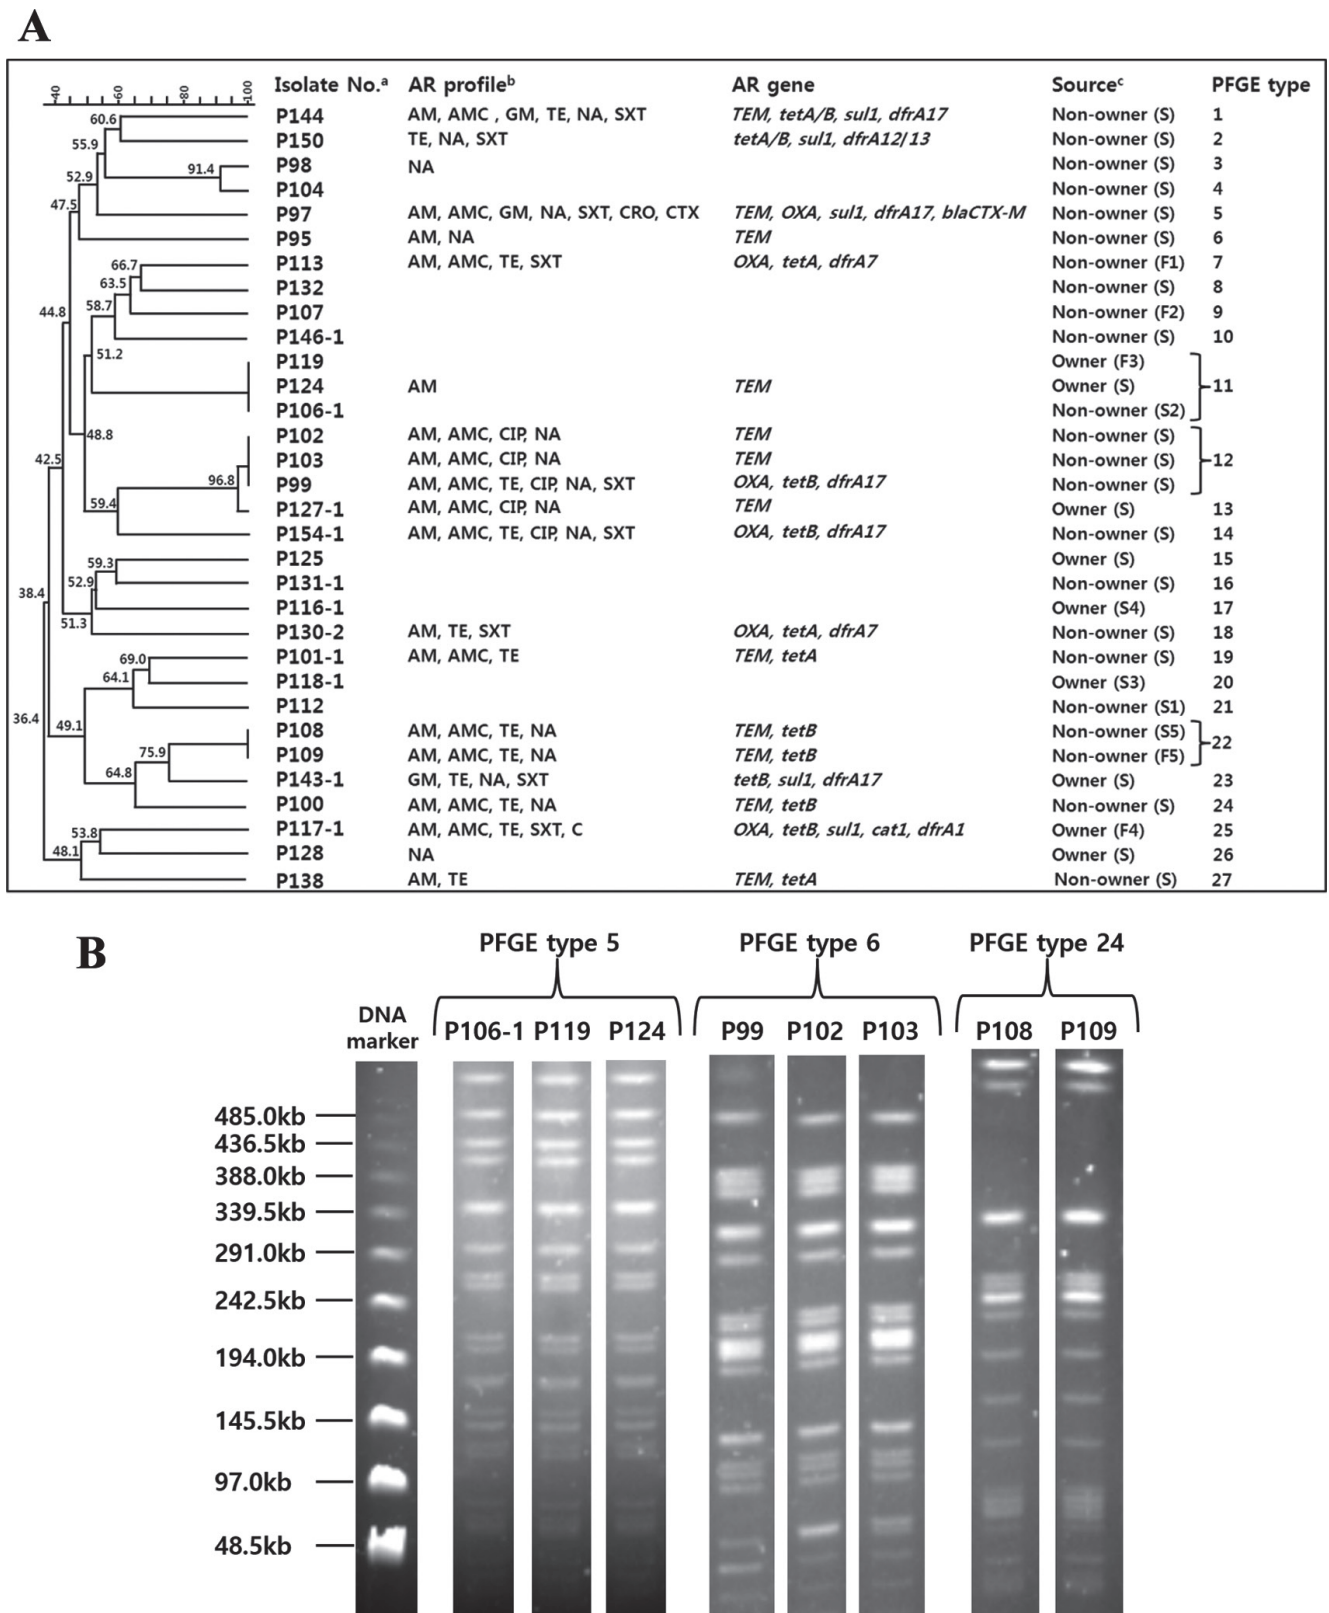 A
40 60 80 100 Isolate No.a AR profileb AR gene Sourcec PFGE type
60.6 P144 AM, AMC , GM, TE, NA, SXT TEM, tetA/B, sul1, dfrA17 Non-owner (S) 1
55.9 P150 TE, NA, SXT tetA/B, sul1, dfrA12/13 Non-owner (S) 2
52.9 91.4 P98 NA Non-owner (S) 3
P104 Non-owner (S) 4
47.5 P97 AM, AMC, GM, NA, SXT, CRO, CTX TEM, OXA, sul1, dfrA17, blaCTX-M Non-owner (S) 5
P95 AM, NA TEM Non-owner (S) 6
66.7 P113 AM, AMC, TE, SXT OXA, tetA, dfrA7 Non-owner (F1) 7
63.5 P132 Non-owner (S) 8
44.8 58.7 P107 Non-owner (F2) 9
P146-1 Non-owner (S) 10
51.2 P119 Owner (F3)
P124 AM TEM Owner (S) 11
P106-1 Non-owner (S2)
48.8 P102 AM, AMC, CIP, NA TEM Non-owner (S)
42.5 P103 AM, AMC, CIP, NA TEM Non-owner (S) 12
96.8 P99 AM, AMC, TE, CIP, NA, SXT OXA, tetB, dfrA17 Non-owner (S)
59.4 P127-1 AM, AMC, CIP, NA TEM Owner (S) 13
P154-1 AM, AMC, TE, CIP, NA, SXT OXA, tetB, dfrA17 Non-owner (S) 14
59.3 P125 Owner (S) 15
52.9 P131-1 Non-owner (S) 16
38.4 P116-1 Owner (S4) 17
51.3 P130-2 AM, TE, SXT OXA, tetA, dfrA7 Non-owner (S) 18
69.0 P101-1 AM, AMC, TE TEM, tetA Non-owner (S) 19
64.1 P118-1 Owner (S3) 20
36.4 P112 Non-owner (S1) 21
49.1 P108 AM, AMC, TE, NA TEM, tetB Non-owner (S5) 22
75.9 P109 AM, AMC, TE, NA TEM, tetB Non-owner (F5)
64.8 P143-1 GM, TE, NA, SXT tetB, sul1, dfrA17 Owner (S) 23
P100 AM, AMC, TE, NA TEM, tetB Non-owner (S) 24
53.8 P117-1 AM, AMC, TE, SXT, C OXA, tetB, sul1, cat1, dfrA1 Owner (F4) 25
48.1 P128 NA Owner (S) 26
P138 AM, TE TEM, tetA Non-owner (S) 27
B
PFGE type 5 PFGE type 6 PFGE type 24
DNA marker P106-1 P119 P124 P99 P102 P103 P108 P109
485.0kb
436.5kb
388.0kb
339.5kb
291.0kb
242.5kb
194.0kb
145.5kb
97.0kb
48.5kb